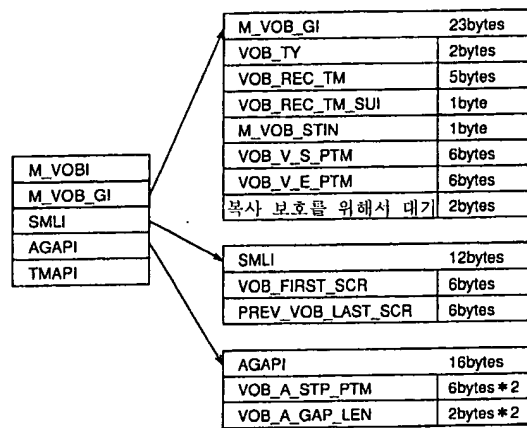 M_VOBI
M_VOB_GI
SMLI
AGAPI
TMAPI
M_VOB_GI 23bytes
VOB_TY 2bytes
VOB_REC_TM 5bytes
VOB_REC_TM_SUI 1byte
M_VOB_STIN 1byte
VOB_V_S_PTM 6bytes
VOB_V_E_PTM 6bytes
복사 보호를 위해서 대기 2bytes
SMLI 12bytes
VOB_FIRST_SCR 6bytes
PREV_VOB_LAST_SCR 6bytes
AGAPI 16bytes
VOB_A_STP_PTM 6bytes*2
VOB_A_GAP_LEN 2bytes*2